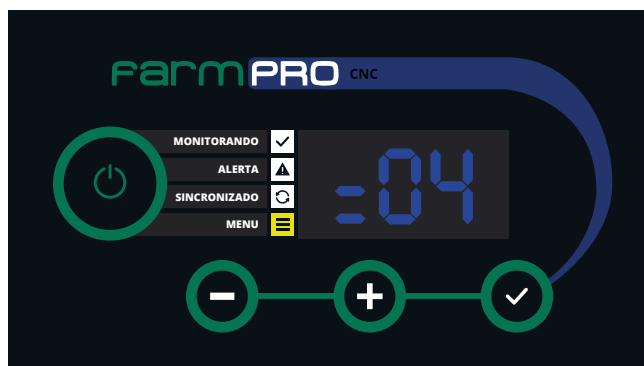 farmPRO CNC
MONITORANDO
ALERTA
SINCRONIZADO
MENU
=04